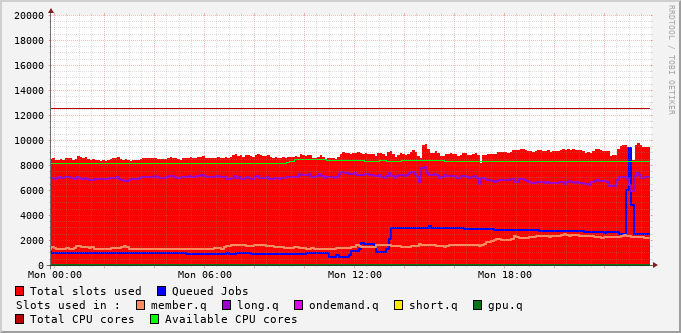 20000
18000
16000
14000
12000
10000
8000
6000
4000
2000
0
Mon 00:00 Mon 06:00 Mon 12:00 Mon 18:00
Total slots used Queued Jobs
Slots used in : member.q long.q ondemand.q short.q gpu.q
Total CPU cores Available CPU cores
RRDTOOL / TOBI OETIKER